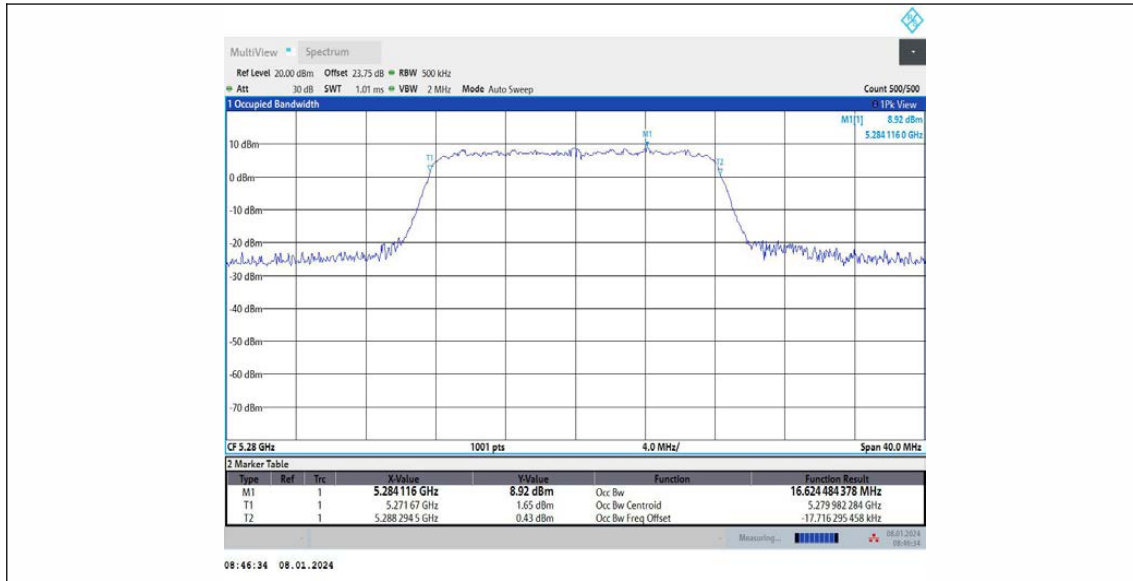 MultiView Spectrum
Ref Level 20.00 dBm Offset 23.75 dB RBW 500 kHz
Att 30 dB SWT 1.01 ms VBW 2 MHz Mode Auto Sweep Count 500/500
1 Occupied Bandwidth 1Pk View
M1[1] 8.92 dBm
5.284 116 0 GHz
M1
10 dBm
T1
T2
0 dBm
-10 dBm
-20 dBm
-30 dBm
-40 dBm
-50 dBm
-60 dBm
-70 dBm
CF 5.28 GHz 1001 pts 4.0 MHz/ Span 40.0 MHz
2 Marker Table
Type Ref Trc X-Value Y-Value Function Function Result
M1 1 5.284 116 GHz 8.92 dBm Occ Bw 16.624 484 378 MHz
T1 1 5.271 67 GHz 1.65 dBm Occ Bw Centroid 5.279 982 284 GHz
T2 1 5.288 294 5 GHz 0.43 dBm Occ Bw Freq Offset -17.716 295 458 kHz
Measuring... 08.01.2024
08:46:34
08:46:34 08.01.2024